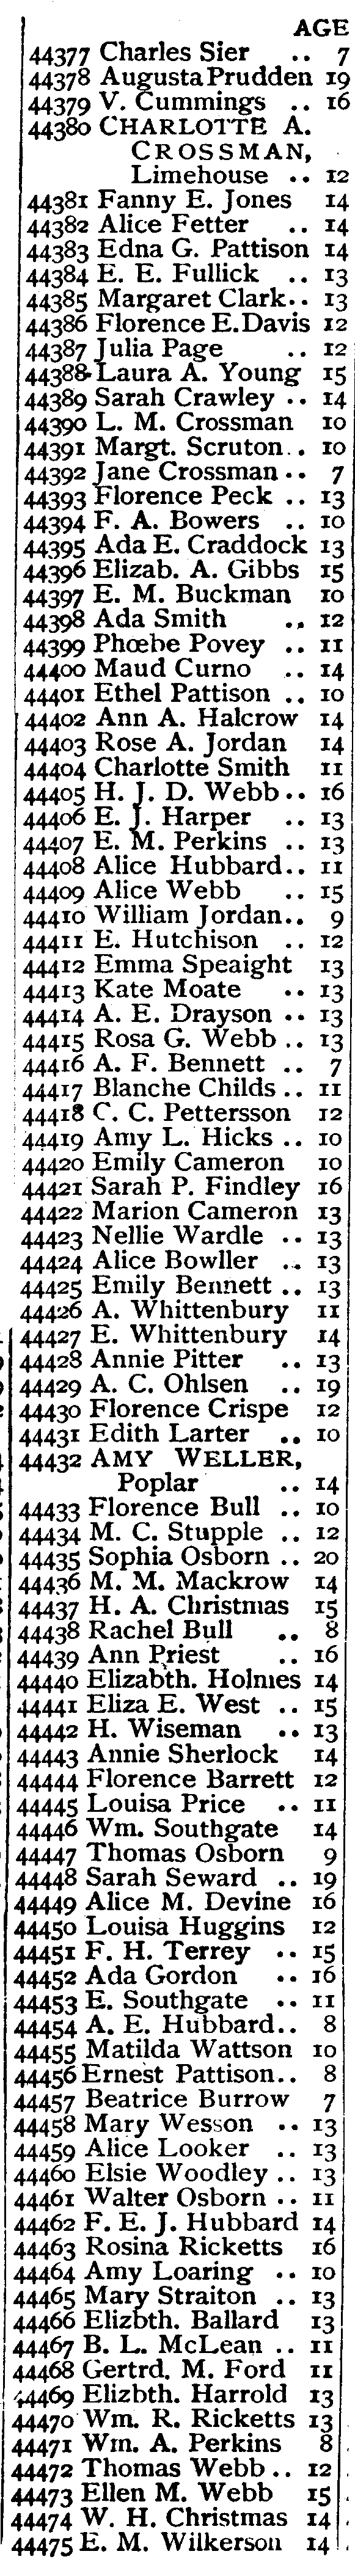 AGE
44377 Charles Sier .. 7
44378 Augusta Prudden 19
44379 V. Cummings .. 16
44380 CHARLOTTE A.
CROSSMAN,
Limehouse .. 12
44381 Fanny E. Jones 14
44382 Alice Fetter .. 14
44383 Edna G. Pattison 14
44384 E. E. Fullick .. 13
44385 Margaret Clark.. 13
44386 Florence E. Davis 12
44387 Julia Page .. 12
44388 Laura A. Young 15
44389 Sarah Crawley .. 14
44390 L. M. Crossman 10
44391 Margt. Scruton.. 10
44392 Jane Crossman .. 7
44393 Florence Peck .. 13
44394 F. A. Bowers .. 10
44395 Ada E. Craddock 13
44396 Elizab. A. Gibbs 15
44397 E. M. Buckman 10
44398 Ada Smith .. 12
44399 Phœbe Povey .. 11
44400 Maud Curno .. 14
44401 Ethel Pattison .. 10
44402 Ann A. Halcrow 14
44403 Rose A. Jordan 14
44404 Charlotte Smith 11
44405 H. J. D. Webb .. 16
44406 E. J. Harper .. 13
44407 E. M. Perkins .. 13
44408 Alice Hubbard.. 11
44409 Alice Webb .. 15
44410 William Jordan.. 9
44411 E. Hutchison .. 12
44412 Emma Speaight 13
44413 Kate Moate .. 13
44414 A. E. Drayson .. 13
44415 Rosa G. Webb .. 13
44416 A. F. Bennett .. 7
44417 Blanche Childs .. 11
44418 C. C. Pettersson 12
44419 Amy L. Hicks .. 10
44420 Emily Cameron 10
44421 Sarah P. Findley 16
44422 Marion Cameron 13
44423 Nellie Wardle .. 13
44424 Alice Bowller .. 13
44425 Emily Bennett .. 13
44426 A. Whittenbury 11
44427 E. Whittenbury 14
44428 Annie Pitter .. 13
44429 A. C. Ohlsen .. 19
44430 Florence Crispe 12
44431 Edith Larter .. 10
44432 AMY WELLER,
Poplar .. 14
44433 Florence Bull .. 10
44434 M. C. Stupple .. 12
44435 Sophia Osborn .. 20
44436 M. M. Mackrow 14
44437 H. A. Christmas 15
44438 Rachel Bull .. 8
44439 Ann Priest .. 16
44440 Elizabth. Holmes 14
44441 Eliza E. West .. 15
44442 H. Wiseman .. 13
44443 Annie Sherlock 14
44444 Florence Barrett 12
44445 Louisa Price .. 11
44446 Wm. Southgate 14
44447 Thomas Osborn 9
44448 Sarah Seward .. 19
44449 Alice M. Devine 16
44450 Louisa Huggins 12
44451 F. H. Terrey .. 15
44452 Ada Gordon .. 16
44453 E. Southgate .. 11
44454 A. E. Hubbard.. 8
44455 Matilda Wattson 10
44456 Ernest Pattison.. 8
44457 Beatrice Burrow 7
44458 Mary Wesson .. 13
44459 Alice Looker .. 13
44460 Elsie Woodley .. 13
44461 Walter Osborn .. 11
44462 F. E. J. Hubbard 14
44463 Rosina Ricketts 16
44464 Amy Loaring .. 10
44465 Mary Straiton .. 13
44466 Elizbth. Ballard 13
44467 B. L. McLean .. 11
44468 Gertrd. M. Ford 11
44469 Elizbth. Harrold 13
44470 Wm. R. Ricketts 13
44471 Wm. A. Perkins 8
44472 Thomas Webb .. 12
44473 Ellen M. Webb 15
44474 W. H. Christmas 14
44475 E. M. Wilkerson 14